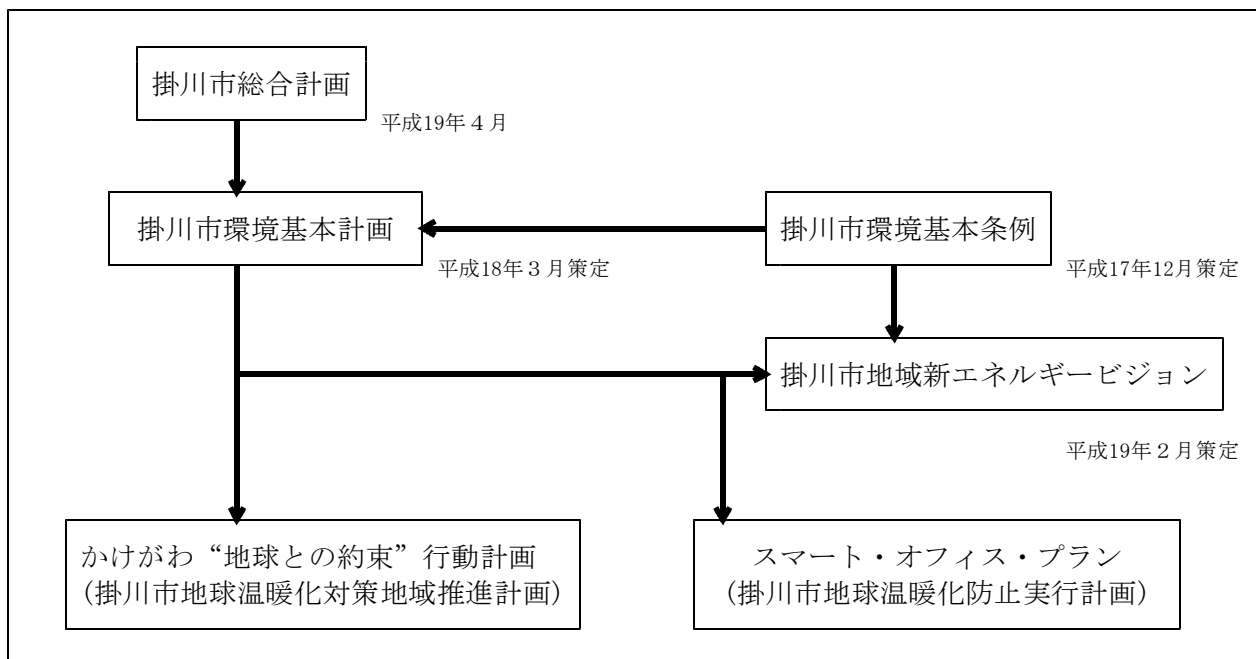 掛川市総合計画
平成19年４月
掛川市環境基本計画
掛川市環境基本条例
平成18年３月策定
平成17年12月策定
掛川市地域新エネルギービジョン
平成19年２月策定
かけがわ“地球との約束”行動計画
（掛川市地球温暖化対策地域推進計画）
スマート・オフィス・プラン
（掛川市地球温暖化防止実行計画）